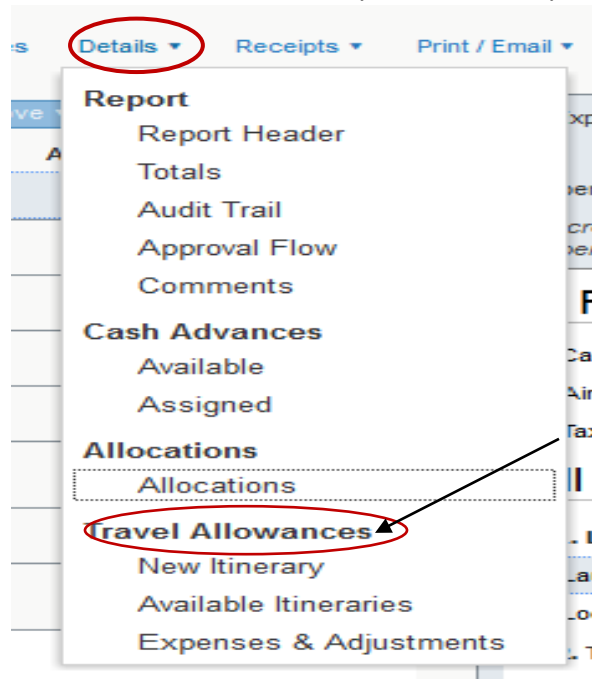 Details Receipts Print / Email
Report
Report Header
Totals
Audit Trail
Approval Flow
Comments
Cash Advances
Available
Assigned
Allocations
Allocations
Travel Allowances
New Itinerary
Available Itineraries
Expenses & Adjustments